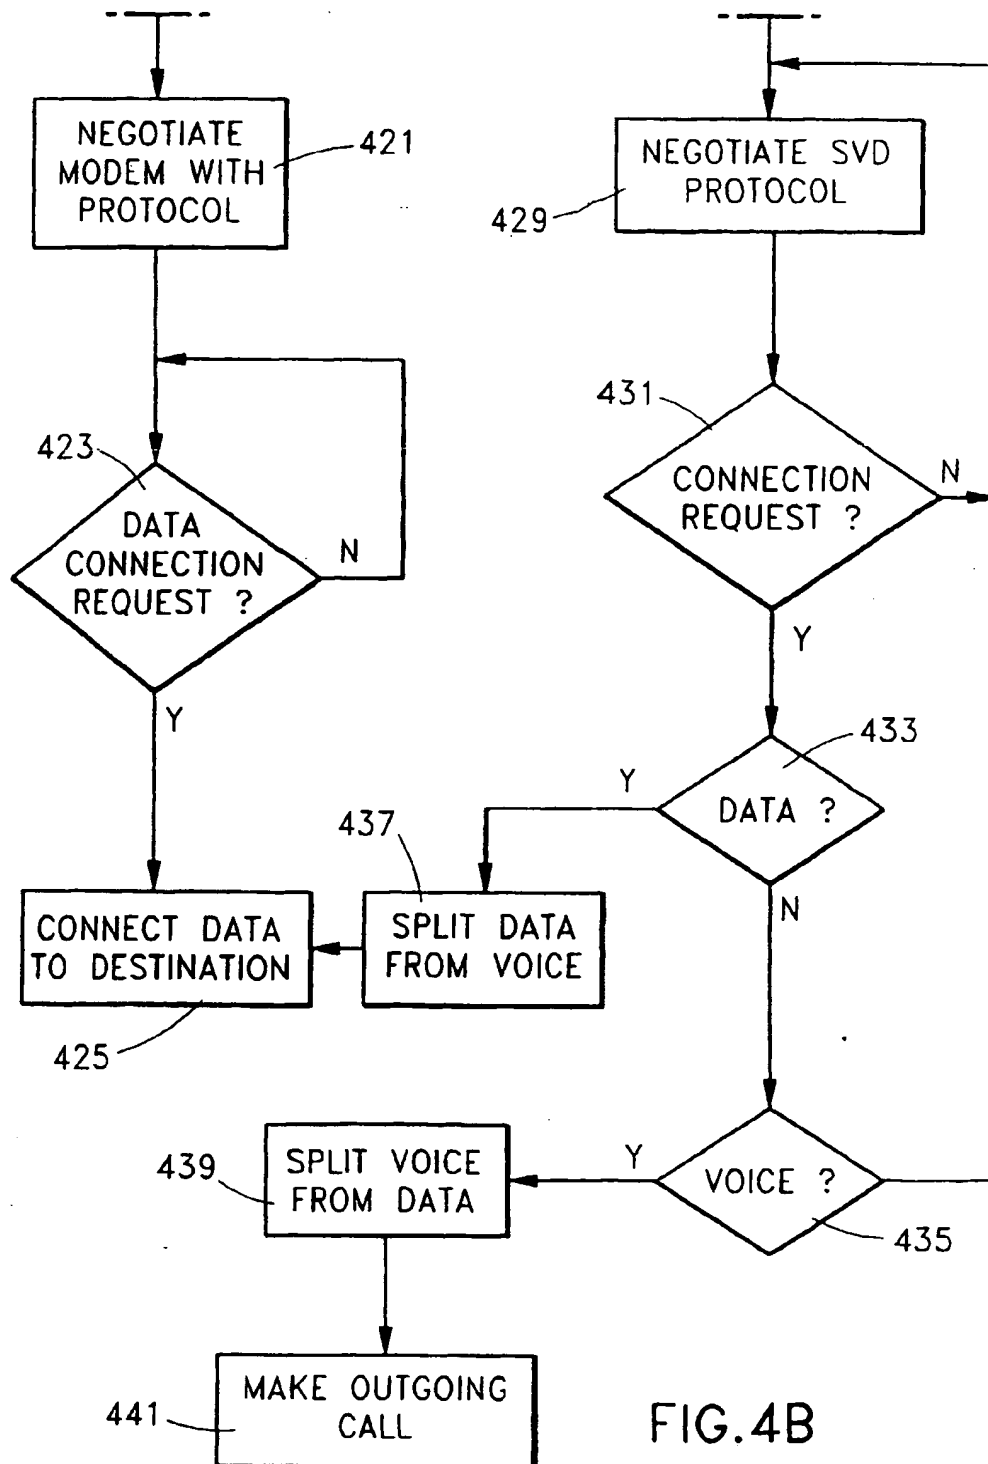 NEGOTIATE
MODEM WITH
PROTOCOL
421
423
DATA
CONNECTION
REQUEST ?
N
Y
CONNECT DATA
TO DESTINATION
425
NEGOTIATE SVD
PROTOCOL
429
431
CONNECTION
REQUEST ?
N
Y
433
DATA ?
Y
N
437
SPLIT DATA
FROM VOICE
VOICE ?
435
Y
439
SPLIT VOICE
FROM DATA
MAKE OUTGOING
CALL
441
FIG.4B